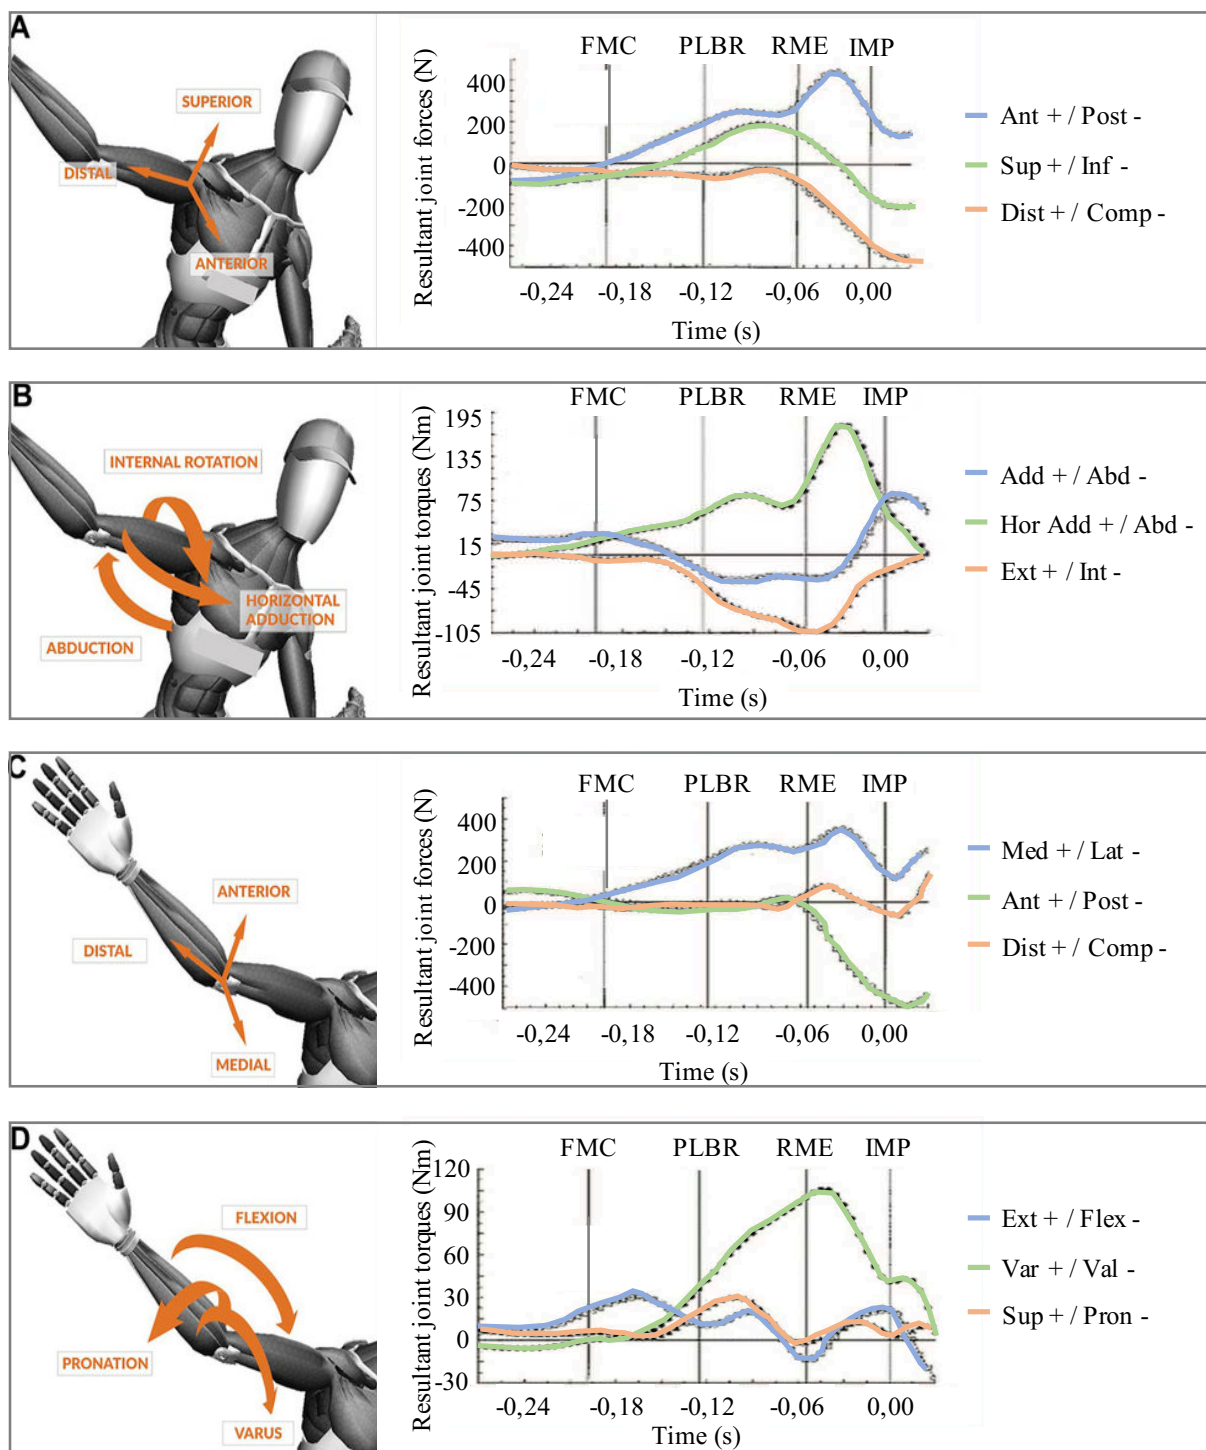 A
SUPERIOR
DISTAL
ANTERIOR
FMC PLBR RME IMP
Resultant joint forces (N)
400
200
0
-200
-400
-0,24 -0,18 -0,12 -0,06 0,00
Time (s)
Ant + / Post -
Sup + / Inf -
Dist + / Comp -
B
INTERNAL ROTATION
HORIZONTAL
ADDUCTION
ABDUCTION
FMC PLBR RME IMP
Resultant joint torques (Nm)
195
135
75
15
-45
-105
-0,24 -0,18 -0,12 -0,06 0,00
Time (s)
Add + / Abd -
Hor Add + / Abd -
Ext + / Int -
C
ANTERIOR
DISTAL
MEDIAL
FMC PLBR RME IMP
Resultant joint forces (N)
400
200
0
-200
-400
-0,24 -0,18 -0,12 -0,06 0,00
Time (s)
Med + / Lat -
Ant + / Post -
Dist + / Comp -
D
FLEXION
PRONATION
VARUS
FMC PLBR RME IMP
Resultant joint torques (Nm)
120
90
60
30
0
-30
-0,24 -0,18 -0,12 -0,06 0,00
Time (s)
Ext + / Flex -
Var + / Val -
Sup + / Pron -